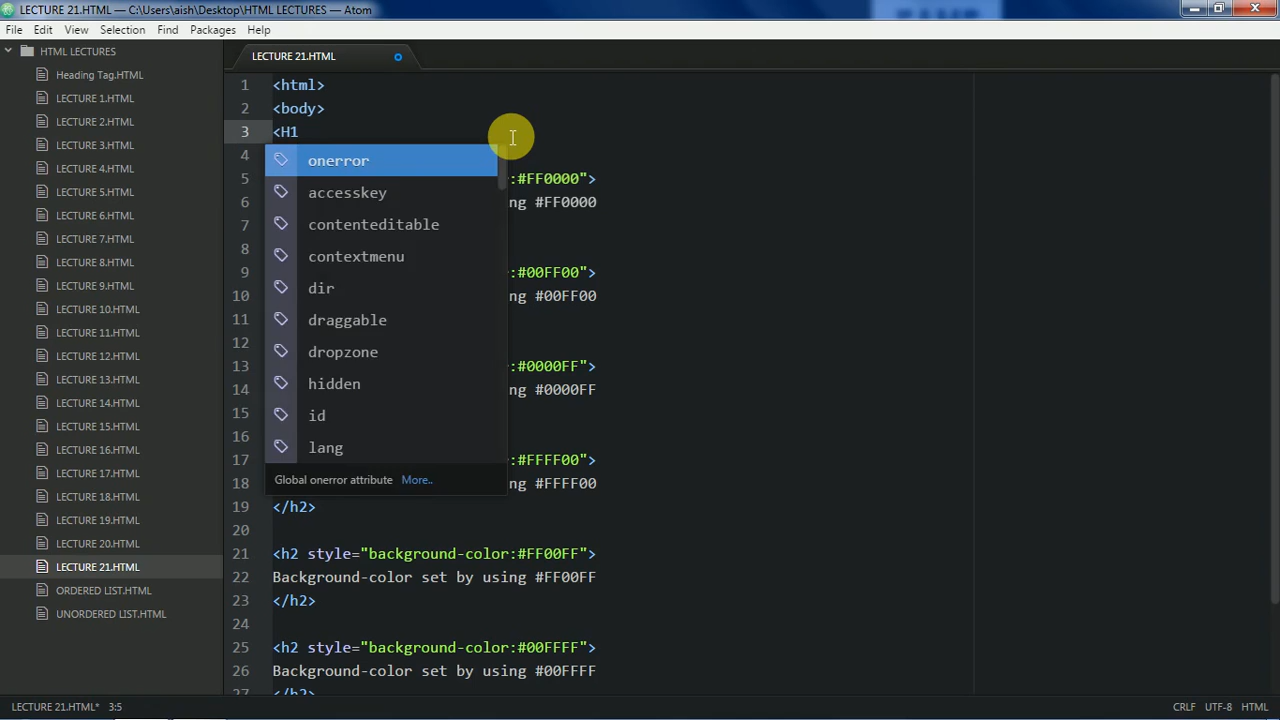 LECTURE 21.HTML — C:\Users\aish\Desktop\HTML LECTURES — Atom
File Edit View Selection Find Packages Help
HTML LECTURES
Heading Tag.HTML
LECTURE 1.HTML
LECTURE 2.HTML
LECTURE 3.HTML
LECTURE 4.HTML
LECTURE 5.HTML
LECTURE 6.HTML
LECTURE 7.HTML
LECTURE 8.HTML
LECTURE 9.HTML
LECTURE 10.HTML
LECTURE 11.HTML
LECTURE 12.HTML
LECTURE 13.HTML
LECTURE 14.HTML
LECTURE 15.HTML
LECTURE 16.HTML
LECTURE 17.HTML
LECTURE 18.HTML
LECTURE 19.HTML
LECTURE 20.HTML
LECTURE 21.HTML
ORDERED LIST.HTML
UNORDERED LIST.HTML
LECTURE 21.HTML
1 <html>
2 <body>
3 <H1
4
5 r:#FF0000">
6 ng #FF0000
7
8
9 r:#00FF00">
10 ng #00FF00
11
12
13 r:#0000FF">
14 ng #0000FF
15
16
17 r:#FFFF00">
18 ng #FFFF00
19 </h2>
20
21 <h2 style="background-color:#FF00FF">
22 Background-color set by using #FF00FF
23 </h2>
24
25 <h2 style="background-color:#00FFFF">
26 Background-color set by using #00FFFF
27 </h2>
onerror
accesskey
contenteditable
contextmenu
dir
draggable
dropzone
hidden
id
lang
Global onerror attribute More..
LECTURE 21.HTML* 3:5
CRLF UTF-8 HTML